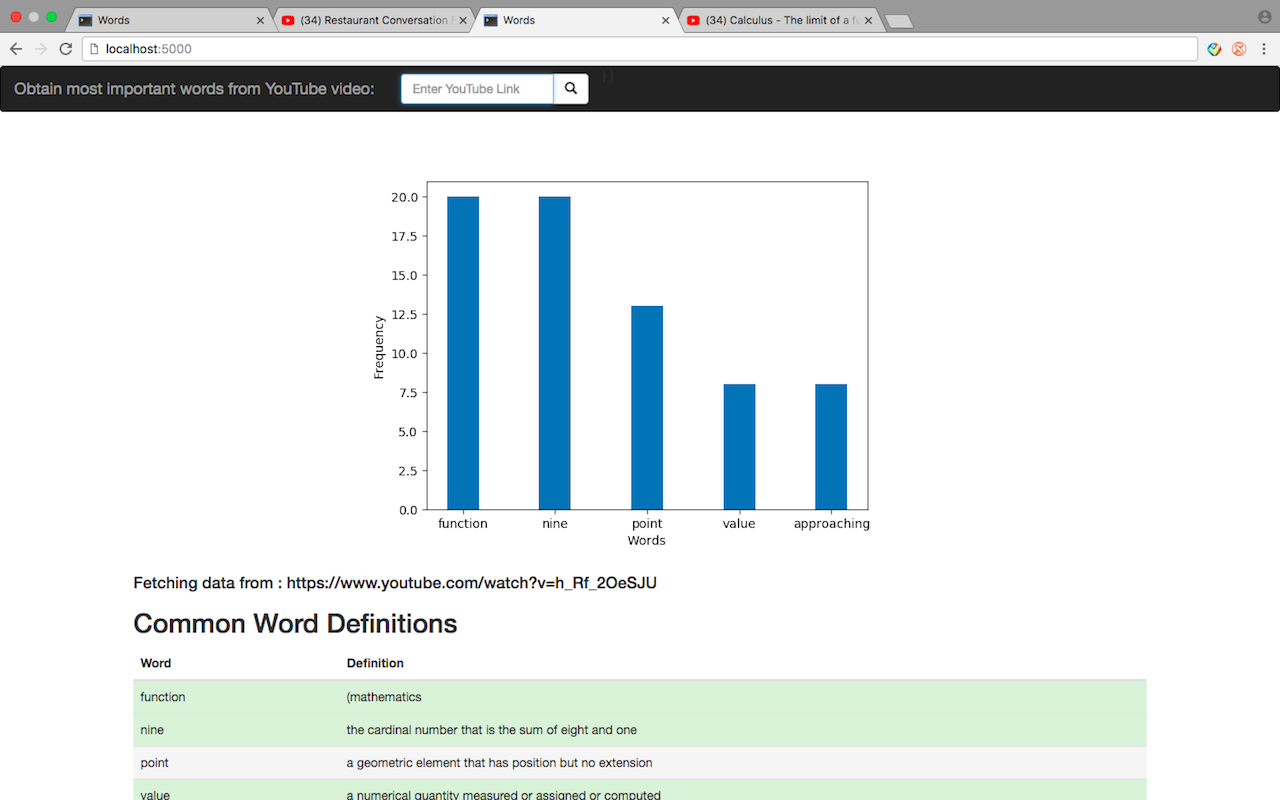 Words
(34) Restaurant Conversation
Words
(34) Calculus - The limit of a fu
localhost:5000
Obtain most important words from YouTube video:
Enter YouTube Link
} }
20.0
17.5
15.0
12.5
10.0
7.5
5.0
2.5
0.0
Frequency
function nine point value approaching
Words
Fetching data from : https://www.youtube.com/watch?v=h_Rf_2OeSJU
Common Word Definitions
Word Definition
function (mathematics
nine the cardinal number that is the sum of eight and one
point a geometric element that has position but no extension
value a numerical quantity measured or assigned or computed